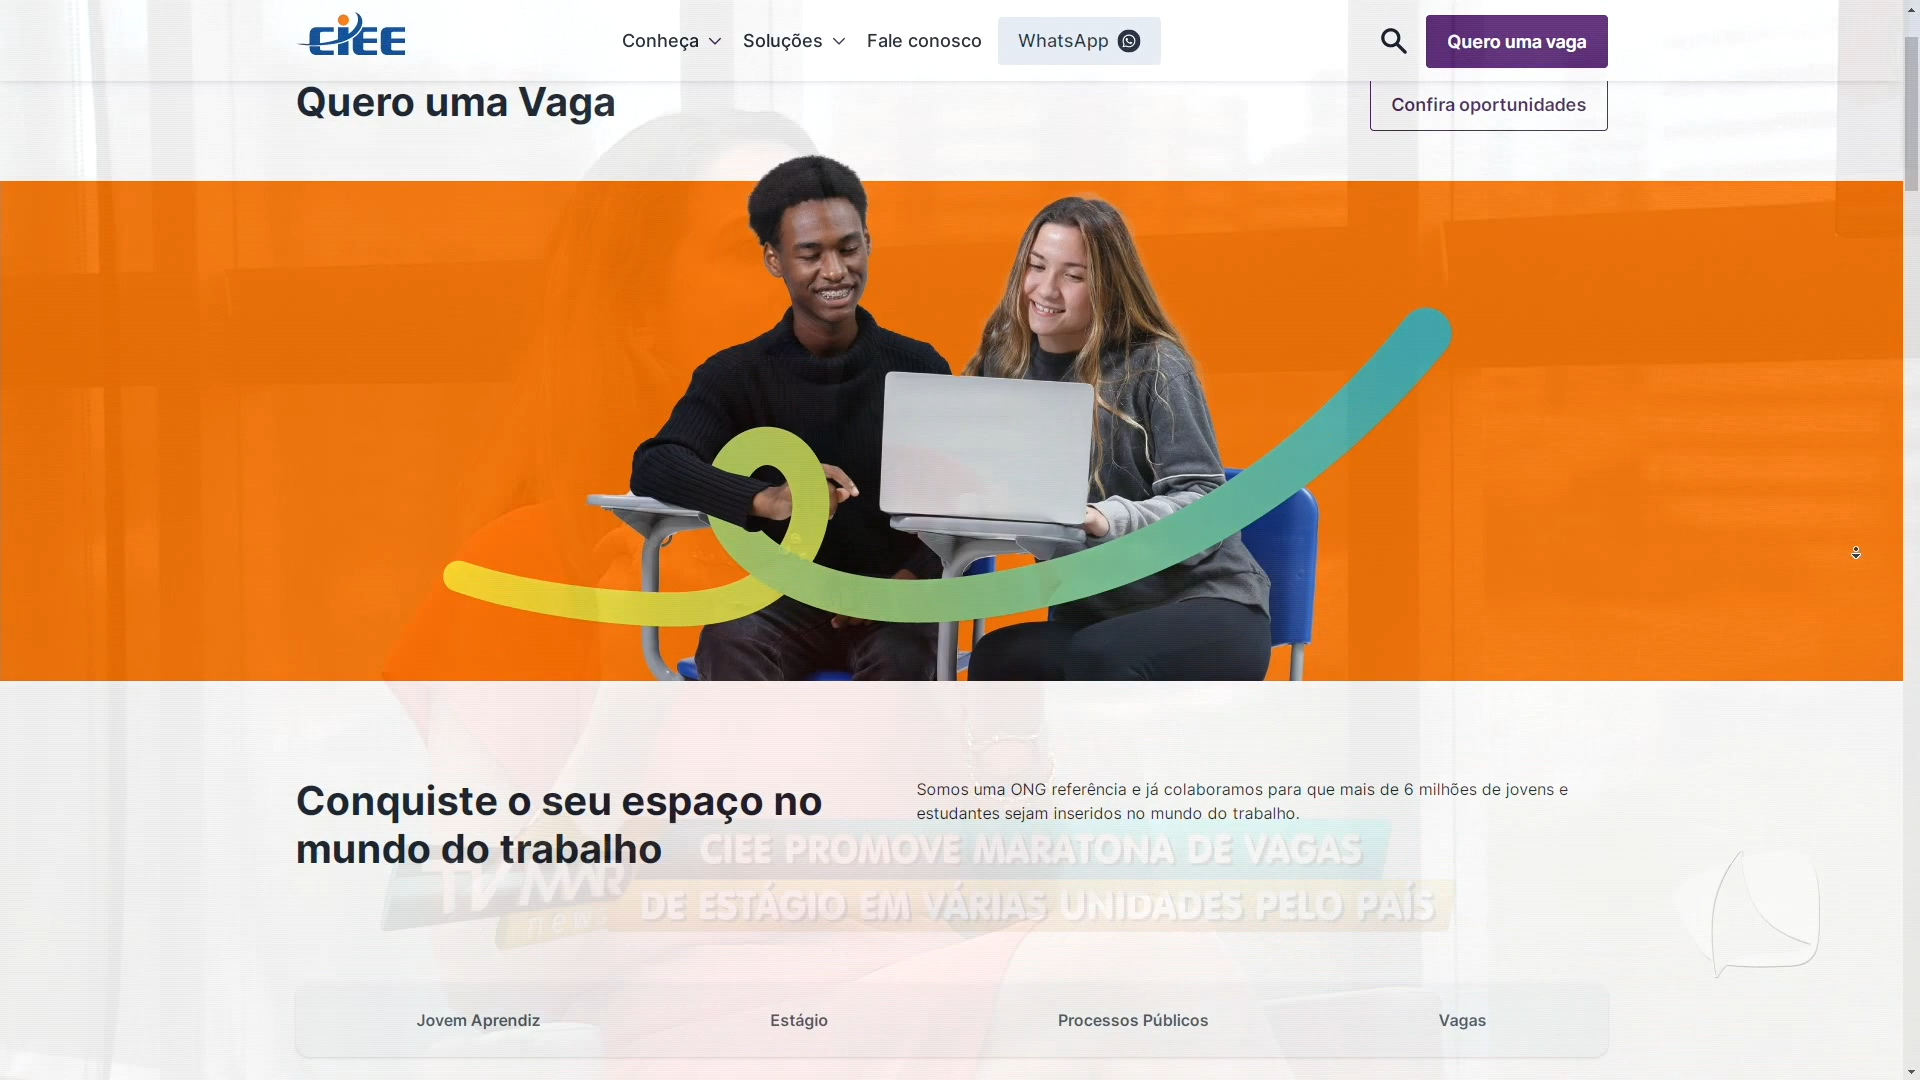 CIEE
Conheça
Soluções
Fale conosco
WhatsApp
Quero uma vaga
Quero uma Vaga
Confira oportunidades
Conquiste o seu espaço no
mundo do trabalho
Somos uma ONG referência e já colaboramos para que mais de 6 milhões de jovens e
estudantes sejam inseridos no mundo do trabalho.
TV MAR
news
CIEE PROMOVE MARATONA DE VAGAS
DE ESTÁGIO EM VÁRIAS UNIDADES PELO PAÍS
Jovem Aprendiz
Estágio
Processos Públicos
Vagas